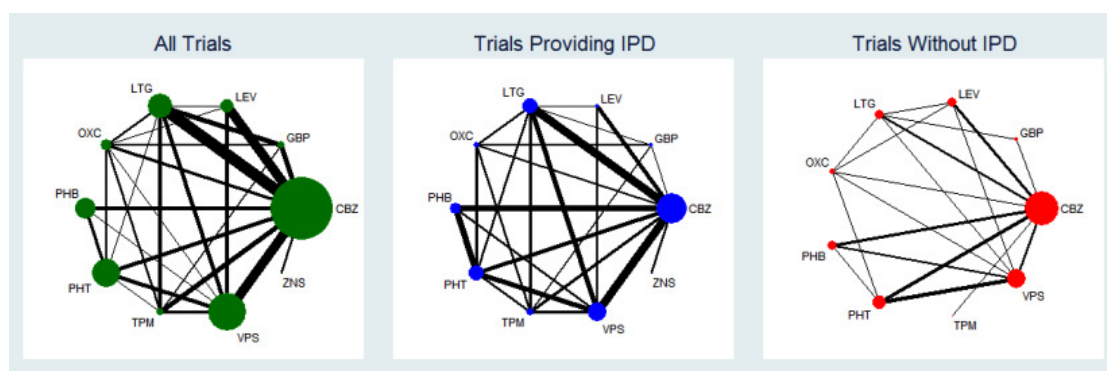 All Trials
LTG
LEV
OXC
GBP
PHB
CBZ
PHT
ZNS
TPM
VPS
Trials Providing IPD
LTG
LEV
OXC
GBP
PHB
CBZ
PHT
ZNS
TPM
VPS
Trials Without IPD
LTG
LEV
GBP
OXC
CBZ
PHB
VPS
PHT
TPM